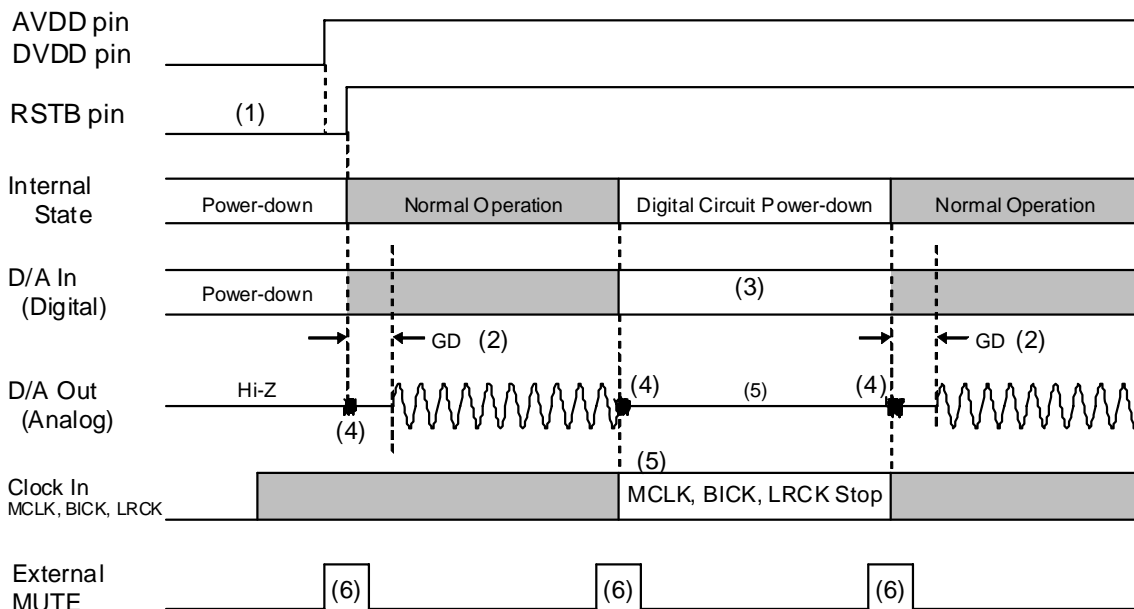 AVDD pin
DVDD pin
RSTB pin
(1)
Internal
State
Power-down
Normal Operation
Digital Circuit Power-down
Normal Operation
D/A In
(Digital)
Power-down
(3)
GD (2)
GD (2)
D/A Out
(Analog)
Hi-Z
(4)
(4)
(5)
(4)
Clock In
MCLK, BICK, LRCK
(5)
MCLK, BICK, LRCK Stop
External
MUTE
(6)
(6)
(6)